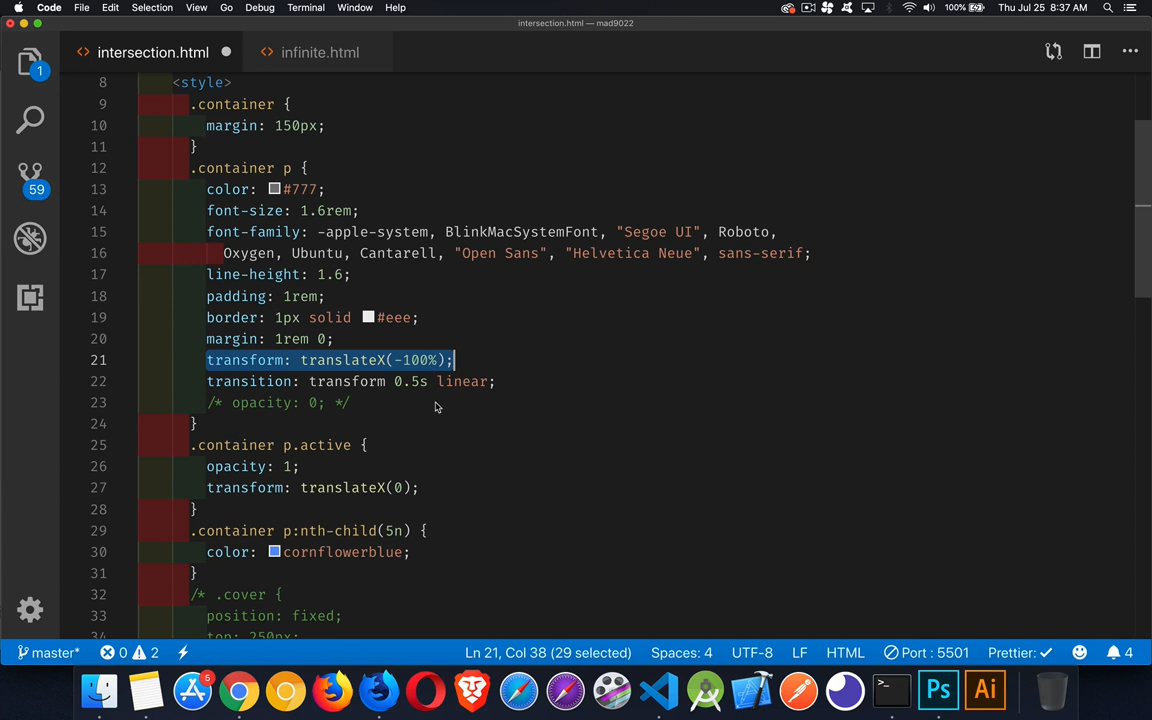 Code File Edit Selection View Go Debug Terminal Window Help 100% Thu Jul 25 8:37 AM
intersection.html — mad9022
intersection.html infinite.html
1
59
8 <style>
9 .container {
10 margin: 150px;
11 }
12 .container p {
13 color: #777;
14 font-size: 1.6rem;
15 font-family: -apple-system, BlinkMacSystemFont, "Segoe UI", Roboto,
16 Oxygen, Ubuntu, Cantarell, "Open Sans", "Helvetica Neue", sans-serif;
17 line-height: 1.6;
18 padding: 1rem;
19 border: 1px solid #eee;
20 margin: 1rem 0;
21 transform: translateX(-100%);
22 transition: transform 0.5s linear;
23 /* opacity: 0; */
24 }
25 .container p.active {
26 opacity: 1;
27 transform: translateX(0);
28 }
29 .container p:nth-child(5n) {
30 color: cornflowerblue;
31 }
32 /* .cover {
33 position: fixed;
34 top: 250px;
master* 0 2 Ln 21, Col 38 (29 selected) Spaces: 4 UTF-8 LF HTML Port : 5501 Prettier: 4
5
>_
Ps
Ai